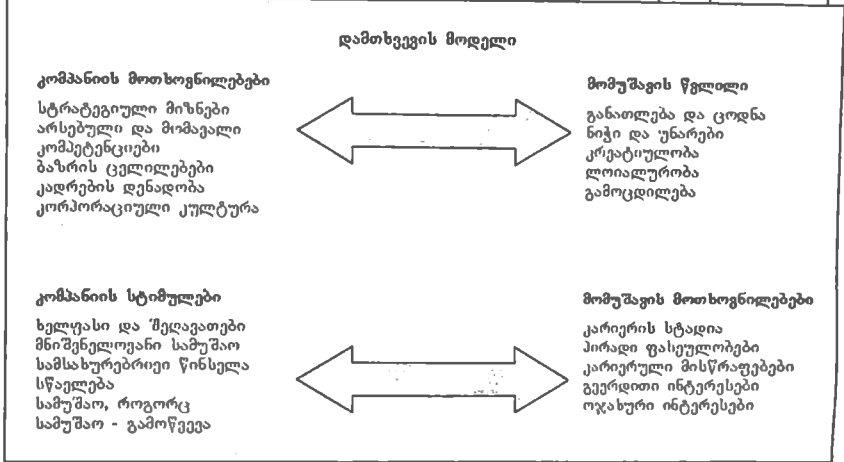 დამთხვევის მოდელი
კომპანიის მოთხოვნილებები
სტრატეგიული მიზნები
არსებული და მომავალი
კომპეტენციები
ბაზრის ცვლილებები
კადრების დენადობა
კორპორაციული კულტურა
მომუშავის წვლილი
განათლება და ცოდნა
ნიჭი და უნარები
კრეატიულობა
ლოიალურობა
გამოცდილება
კომპანიის სტიმულები
ხელფასი და შეღავათები
მნიშვნელოვანი სამუშაო
სამსახურებრივი წინსვლა
სწავლება
სამუშაო, როგორც
სამუშაო - გამოწვევა
მომუშავის მოთხოვნილებები
კარიერის სტადია
პირადი ფასეულობები
კარიერული მისწრაფებები
გვერდითი ინტერესები
ოჯახური ინტერესები